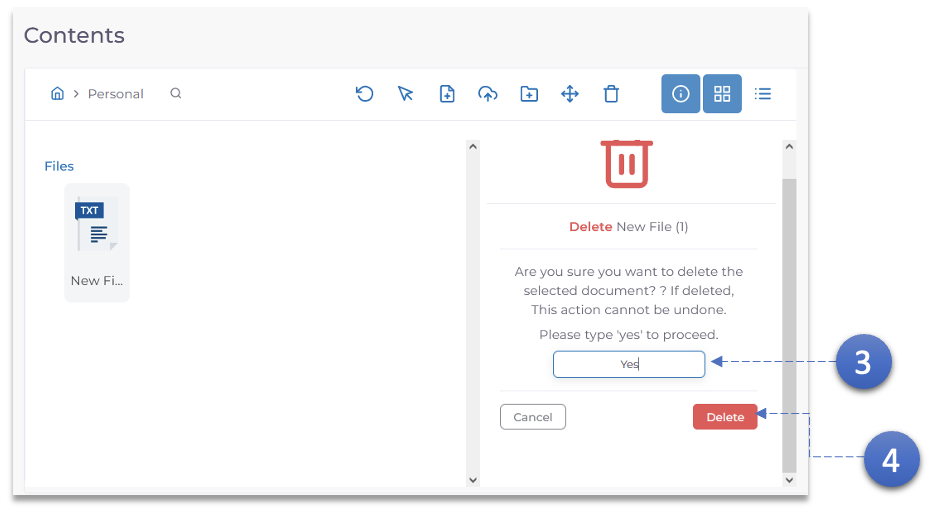 Contents
Personal
Files
TXT
New Fi...
Delete New File (1)
Are you sure you want to delete the
selected document? ? If deleted,
This action cannot be undone.
Please type 'yes' to proceed.
Yes
3
Cancel
Delete
4